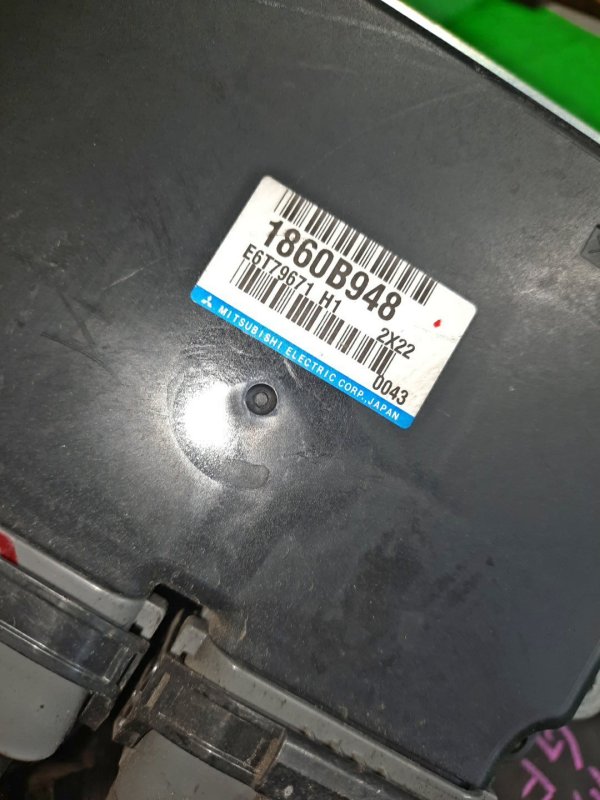 1860B948
E6T79671 H1
2X22
0043
MITSUBISHI ELECTRIC CORP., JAPAN